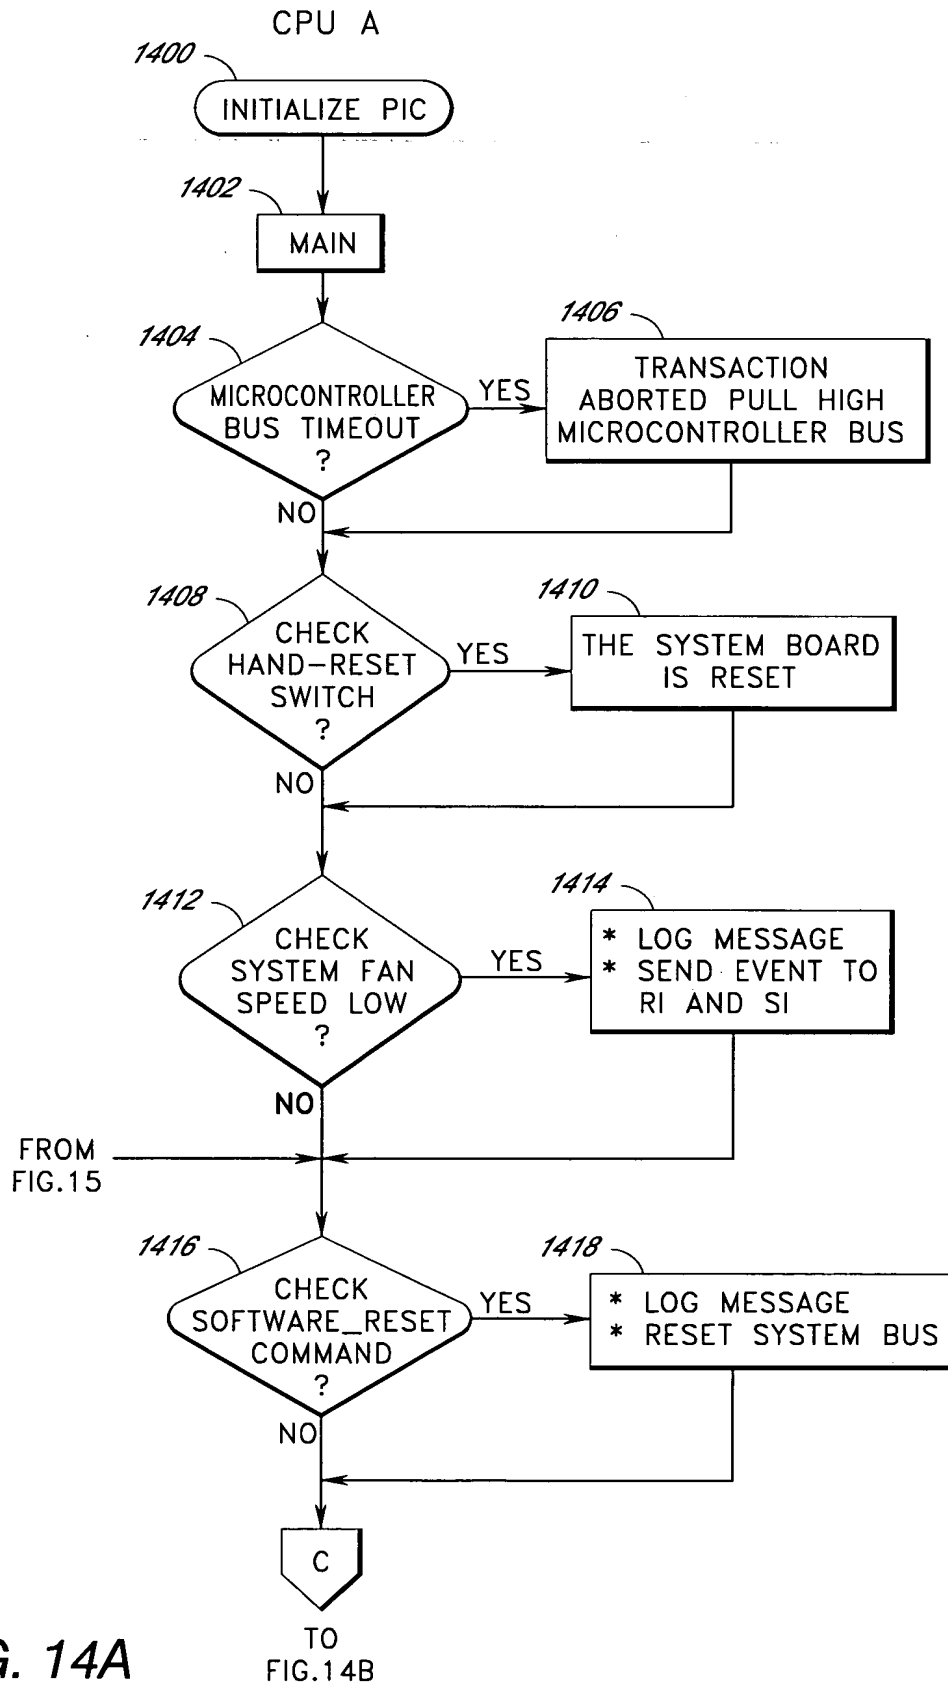 CPU A
1400
INITIALIZE PIC
1402
MAIN
1404
MICROCONTROLLER
BUS TIMEOUT
?
YES
NO
1406
TRANSACTION
ABORTED PULL HIGH
MICROCONTROLLER BUS
1408
CHECK
HAND-RESET
SWITCH
?
YES
NO
1410
THE SYSTEM BOARD
IS RESET
1412
CHECK
SYSTEM FAN
SPEED LOW
?
YES
NO
1414
* LOG MESSAGE
* SEND EVENT TO
RI AND SI
FROM
FIG.15
1416
CHECK
SOFTWARE_RESET
COMMAND
?
YES
NO
1418
* LOG MESSAGE
* RESET SYSTEM BUS
C
TO
FIG.14B
G. 14A